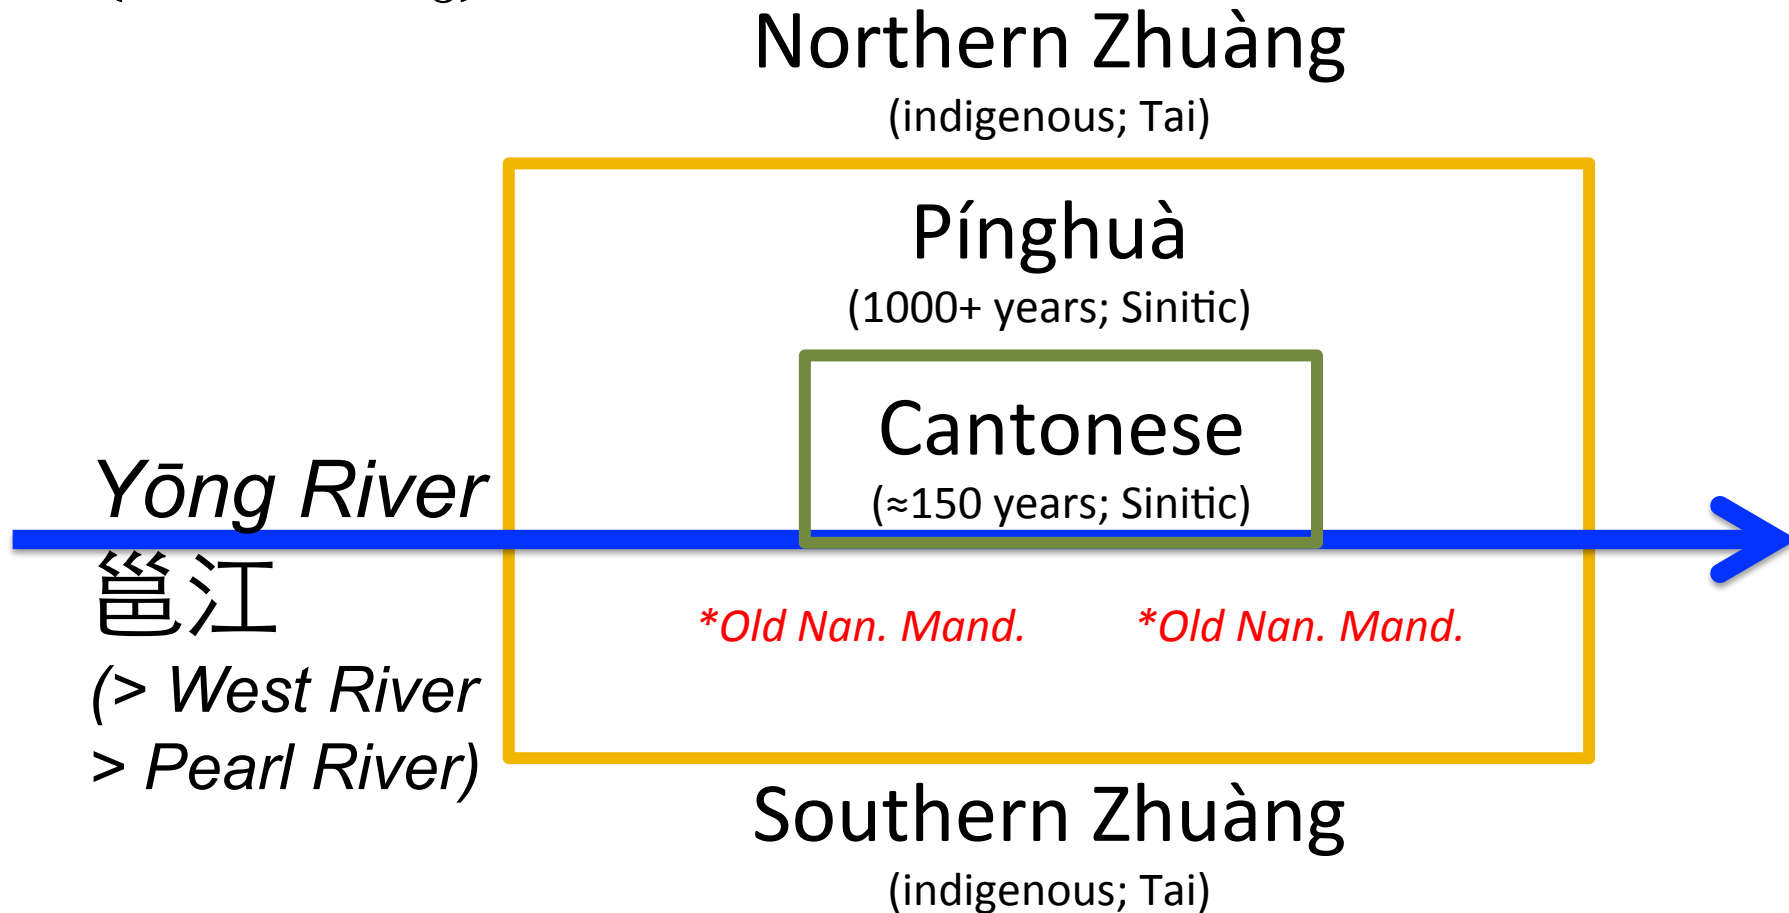 Northern Zhuàng
(indigenous; Tai)
Pínghuà
(1000+ years; Sinitic)
Cantonese
(≈150 years; Sinitic)
Yōng River
邕江
(> West River
> Pearl River)
*Old Nan. Mand. *Old Nan. Mand.
Southern Zhuàng
(indigenous; Tai)